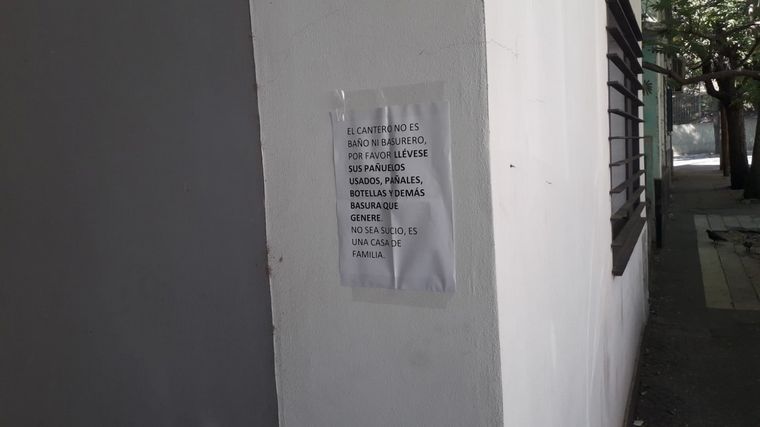 EL CANTERO NO ES
BAÑO NI BASURERO,
POR FAVOR LLÉVESE
SUS PAÑUELOS
USADOS, PAÑALES,
BOTELLAS Y DEMÁS
BASURA QUE
GENERE.
NO SEA SUCIO, ES
UNA CASA DE
FAMILIA.